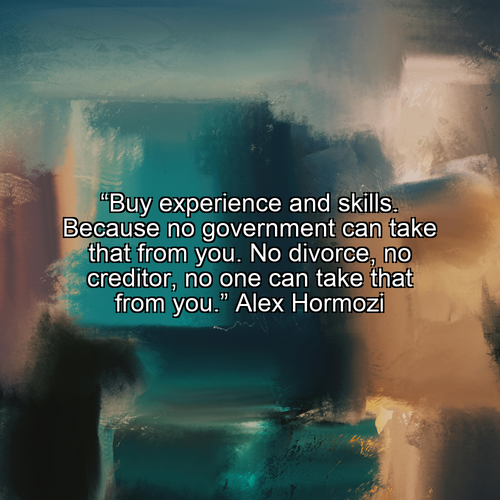 “Buy experience and skills.
Because no government can take
that from you. No divorce, no
creditor, no one can take that
from you.” Alex Hormozi